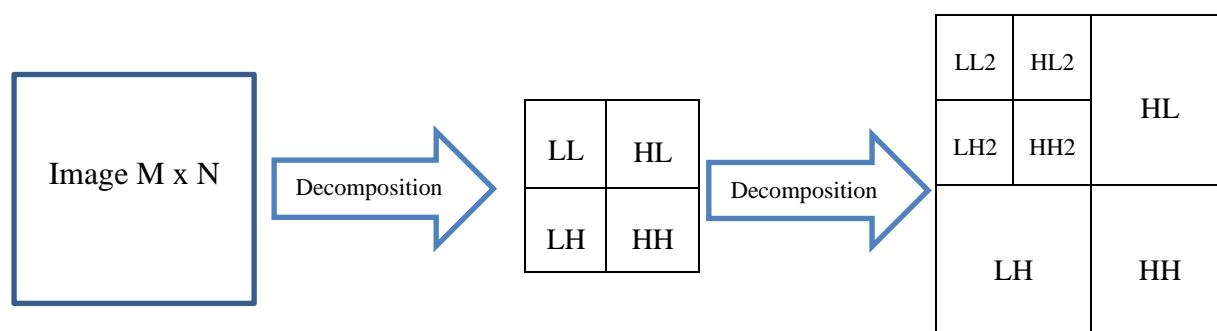 Image M x N
Decomposition
LL HL
LH HH
Decomposition
LL2 HL2
HL
LH2 HH2
LH HH